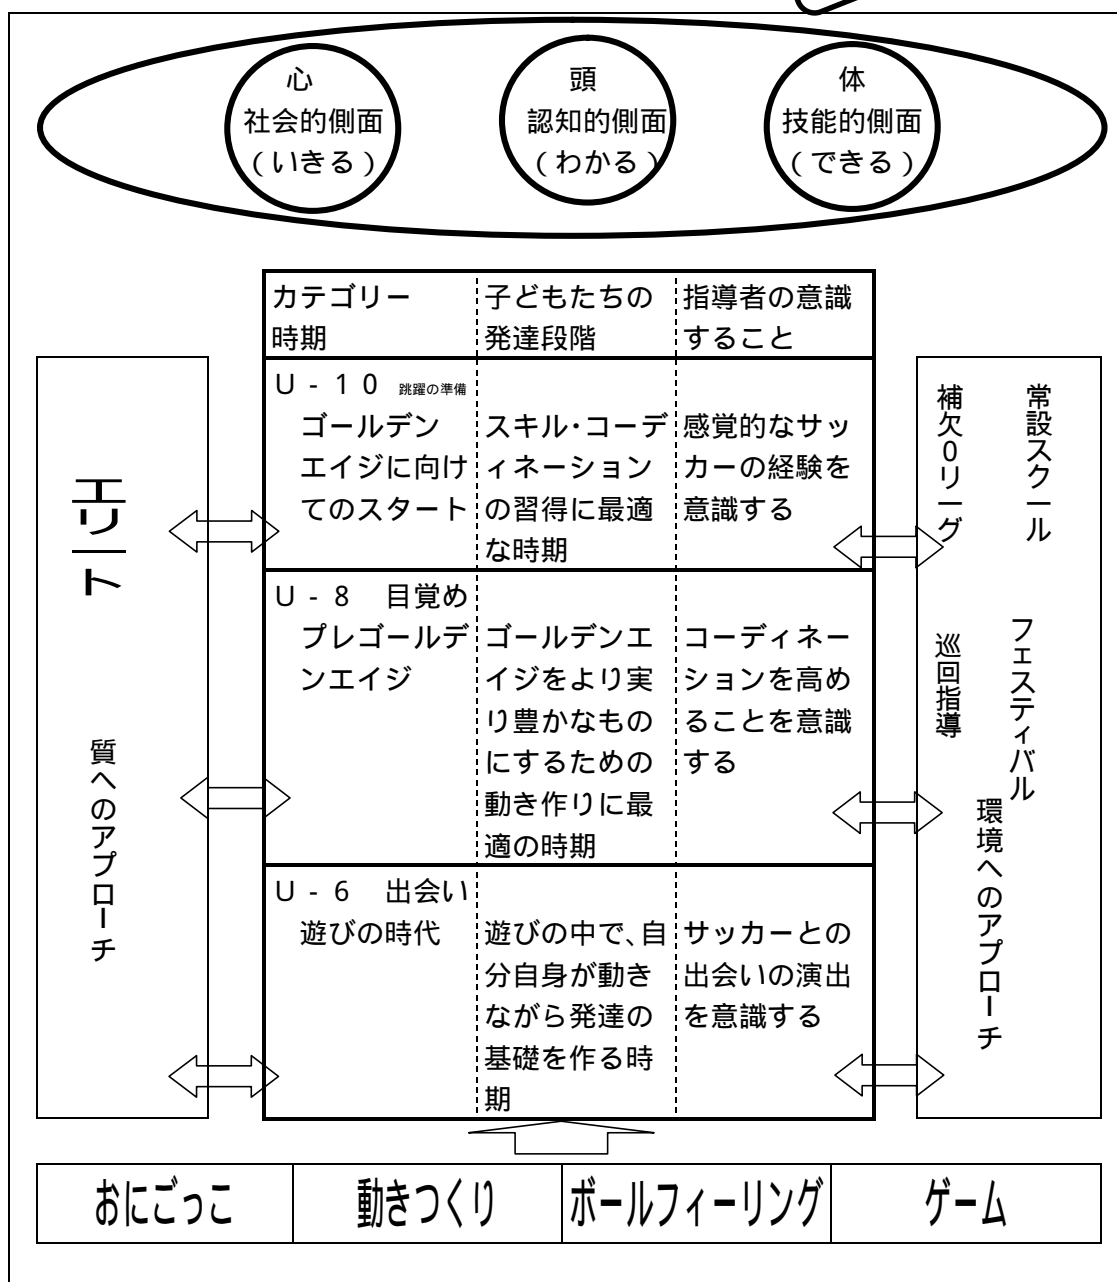 心
社会的側面
(いきる)
頭
認知的側面
(わかる)
体
技能的側面
(できる)
カテゴリー
時期
子どもたちの
発達段階
指導者の意識
すること
U-10 跳躍の準備
ゴールデン
エイジに向け
てのスタート
スキル・コーデ
ィネーション
の習得に最適
な時期
感覚的なサッ
カーの経験を
意識する
U-8 目覚め
プレゴールデ
ンエイジ
ゴールデンエ
イジをより実
り豊かなもの
にするための
動き作りに最
適の時期
コーディネー
ションを高め
ることを意識
する
U-6 出会い
遊びの時代
遊びの中で、自
分自身が動き
ながら発達の
基礎を作る時
期
サッカーとの
出会いの演出
を意識する
エリート
質へのアプローチ
常設スクール
補欠0リーグ
フェスティバル
巡回指導
環境へのアプローチ
おにごっこ
動きつくり
ボールフィーリング
ゲーム